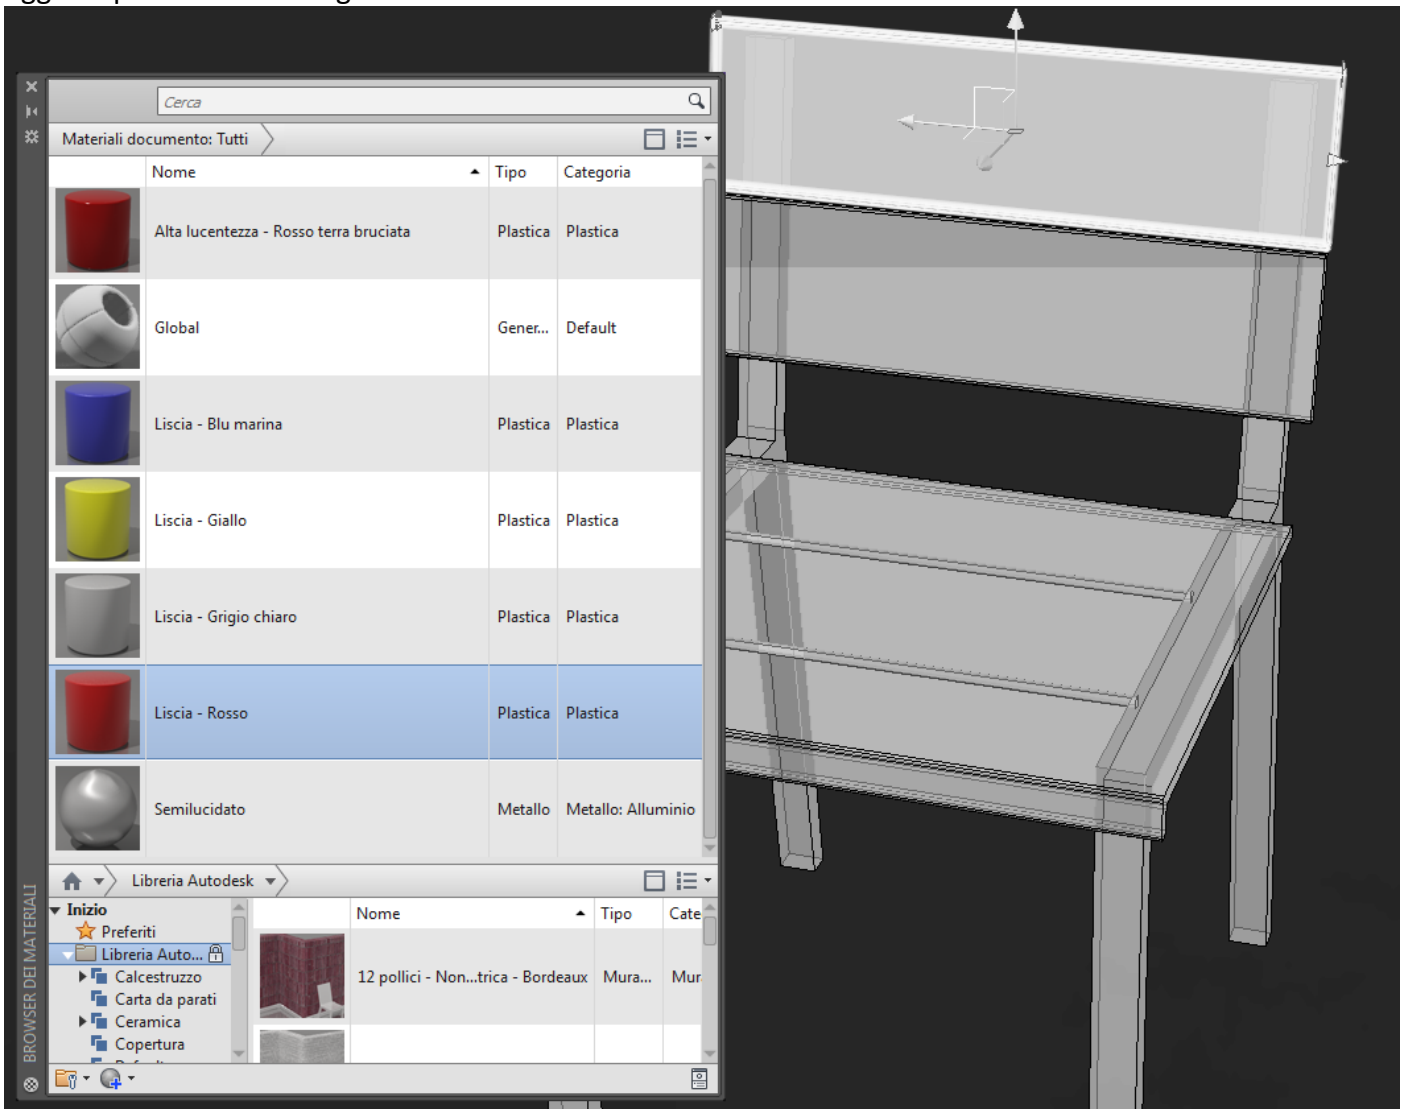 Cerca
Materiali documento: Tutti
Nome Tipo Categoria
Alta lucentezza - Rosso terra bruciata Plastica Plastica
Global Gener... Default
Liscia - Blu marina Plastica Plastica
Liscia - Giallo Plastica Plastica
Liscia - Grigio chiaro Plastica Plastica
Liscia - Rosso Plastica Plastica
Semilucidato Metallo Metallo: Alluminio
Libreria Autodesk
Inizio
Preferiti
Libreria Auto...
Calcestruzzo
Carta da parati
Ceramica
Copertura
Nome Tipo Cate
12 pollici - Non...trica - Bordeaux Mura... Mur
BROWSER DEI MATERIALI